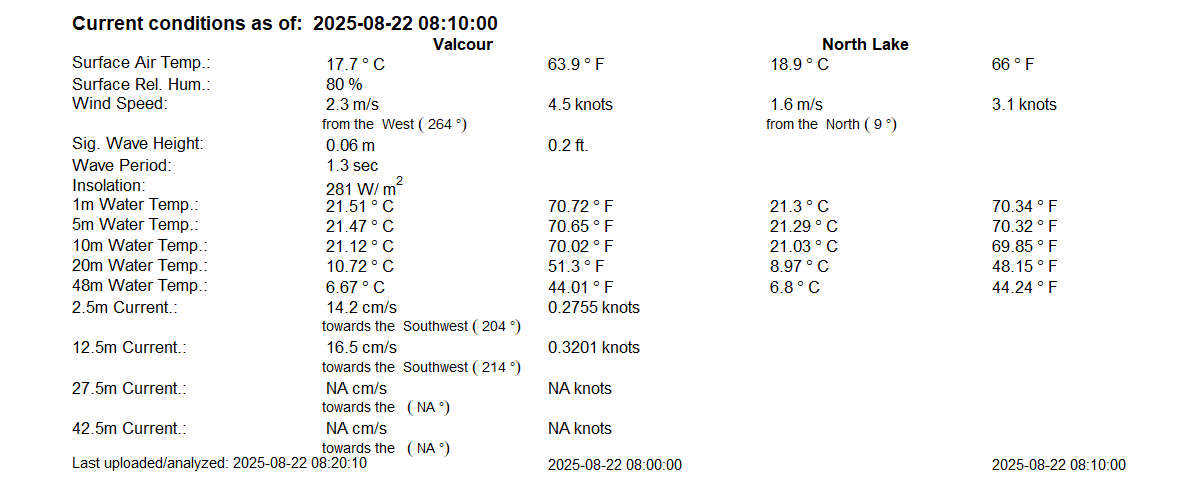 Current conditions as of:  2025-08-22 08:10:00
Valcour North Lake
Surface Air Temp.: 17.7 ° C 63.9 ° F 18.9 ° C 66 ° F
Surface Rel. Hum.: 80 %
Wind Speed: 2.3 m/s 4.5 knots 1.6 m/s 3.1 knots
from the West ( 264 °) from the North ( 9 °)
Sig. Wave Height: 0.06 m 0.2 ft.
Wave Period: 1.3 sec
Insolation: 281 W/ m²
1m Water Temp.: 21.51 ° C 70.72 ° F 21.3 ° C 70.34 ° F
5m Water Temp.: 21.47 ° C 70.65 ° F 21.29 ° C 70.32 ° F
10m Water Temp.: 21.12 ° C 70.02 ° F 21.03 ° C 69.85 ° F
20m Water Temp.: 10.72 ° C 51.3 ° F 8.97 ° C 48.15 ° F
48m Water Temp.: 6.67 ° C 44.01 ° F 6.8 ° C 44.24 ° F
2.5m Current.: 14.2 cm/s 0.2755 knots
towards the Southwest ( 204 °)
12.5m Current.: 16.5 cm/s 0.3201 knots
towards the Southwest ( 214 °)
27.5m Current.: NA cm/s NA knots
towards the ( NA °)
42.5m Current.: NA cm/s NA knots
towards the ( NA °)
Last uploaded/analyzed: 2025-08-22 08:20:10 2025-08-22 08:00:00 2025-08-22 08:10:00